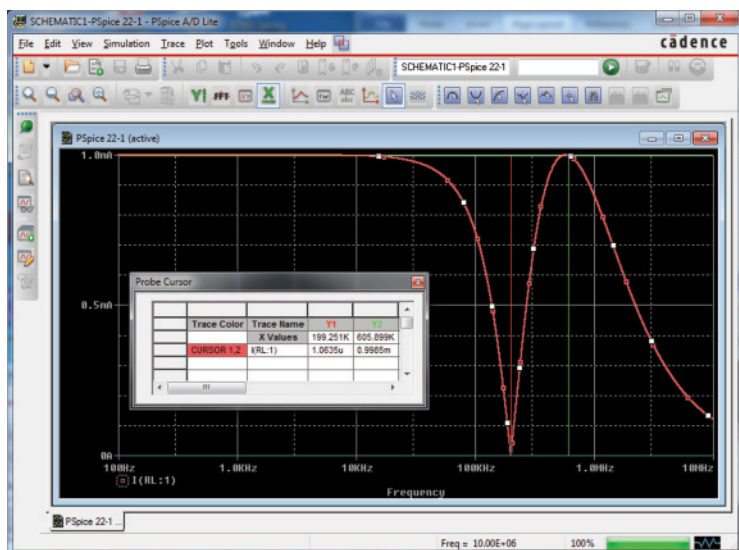 SCHEMATIC1-PSpice 22-1 - PSpice A/D Lite
File Edit View Simulation Trace Plot Tools Window Help
cādence
SCHEMATIC1-PSpice 22-1
PSpice 22-1 (active)
1.0mA
0.5mA
0A
Probe Cursor
Trace Color Trace Name Y1 Y2
X Values 199.251K 605.899K
CURSOR 1,2 I(RL:1) 1.0635u 0.9985m
100Hz 1.0KHz 10KHz 100KHz 1.0MHz 10MHz
I(RL:1)
Frequency
PSpice 22-1 ...
Freq = 10.00E+06 100%